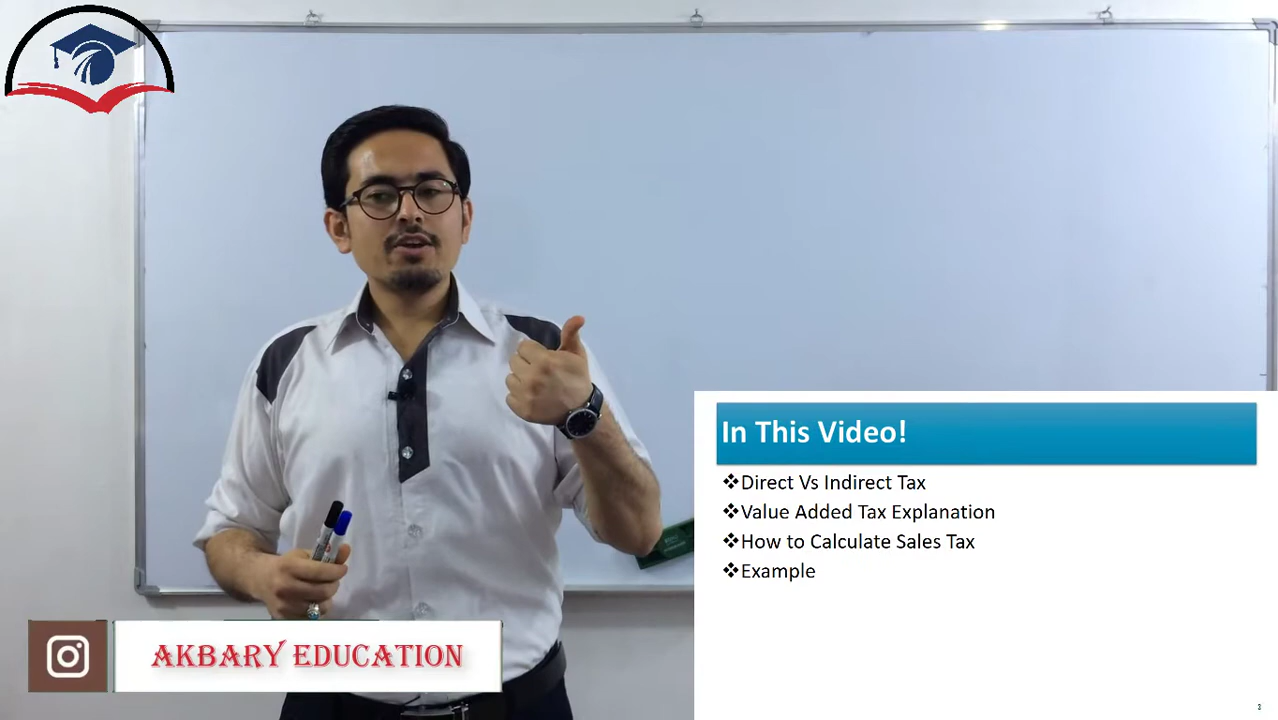 In This Video!
❖Direct Vs Indirect Tax
❖Value Added Tax Explanation
❖How to Calculate Sales Tax
❖Example
AKBARY EDUCATION
3